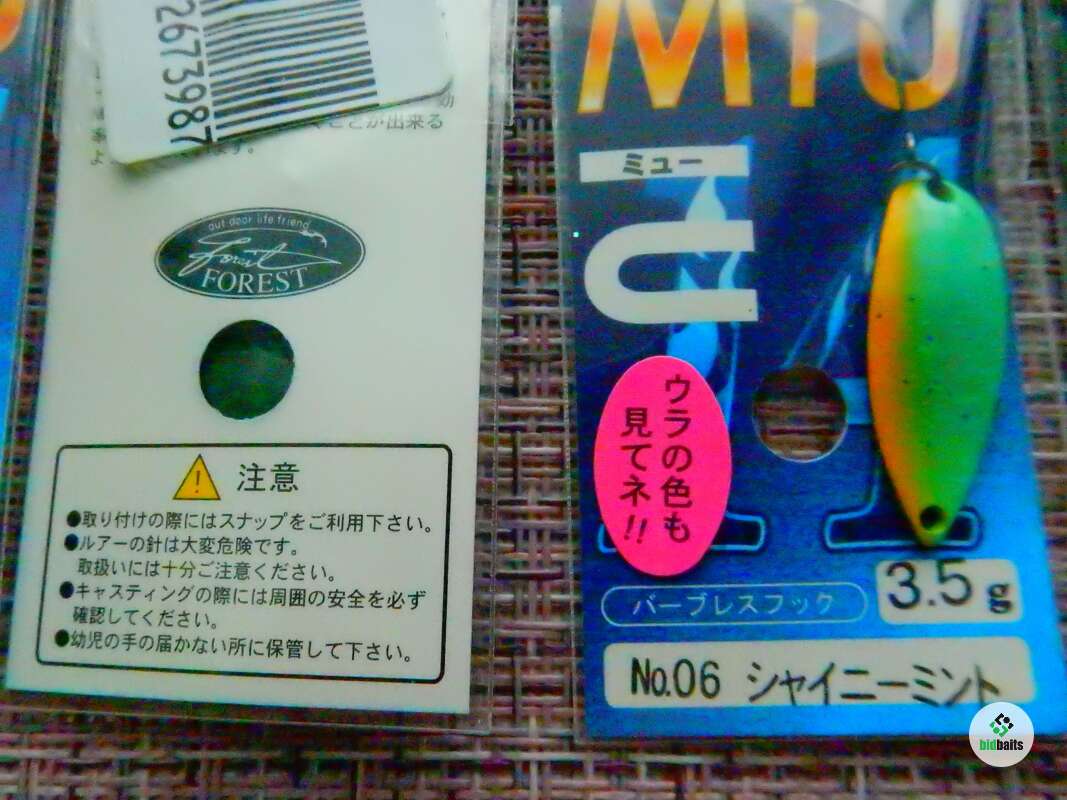 2673987
が出来る
out door life friend
Forest
FOREST
注意
●取り付けの際にはスナップをご利用下さい。
●ルアーの針は大変危険です。
取扱いには十分ご注意ください。
●キャスティングの際には周囲の安全を必ず
確認してください。
●幼児の手の届かない所に保管して下さい。
MIU
ミュー
ウラの色も
見てネ!!
バーブレスフック
3.5g
No.06 シャイニーミント
bidbaits